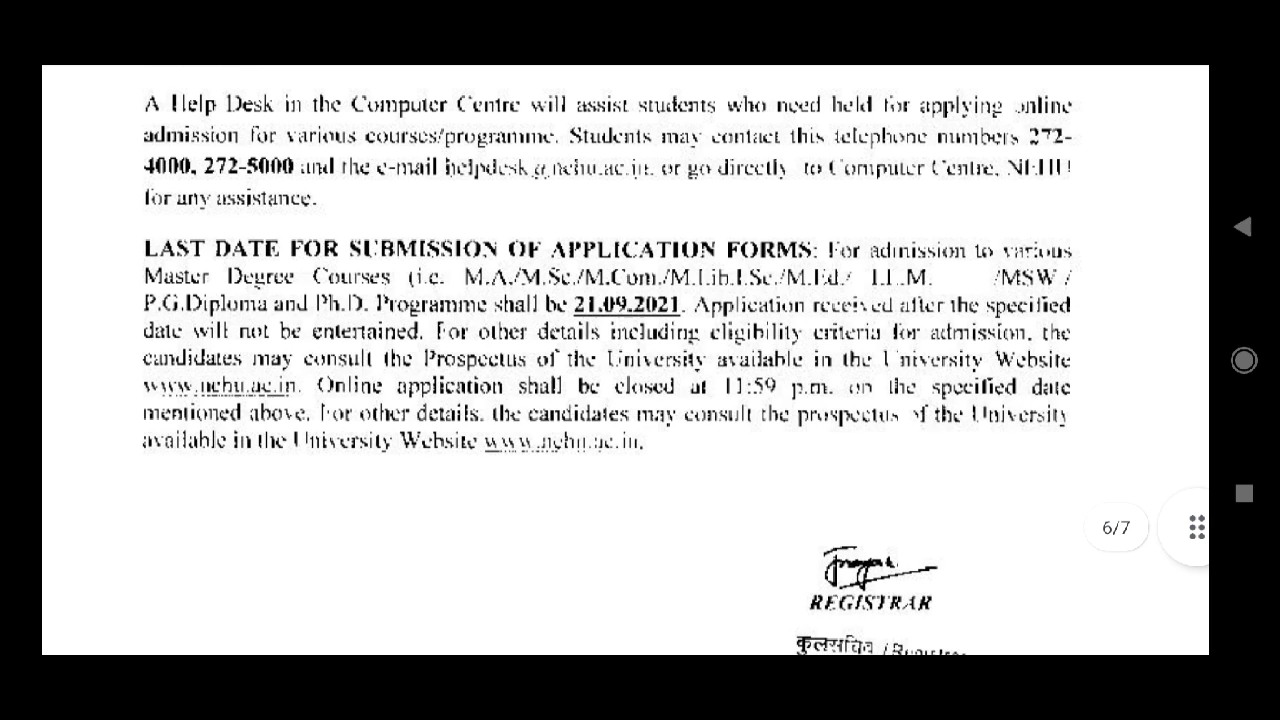 A Help Desk in the Computer Centre will assist students who need held for applying online
admission for various courses/programme. Students may contact this telephone numbers 272-
4000, 272-5000 and the e-mail helpdesk@nehu.ac.in. or go directly to Computer Centre, NEHU
for any assistance.
LAST DATE FOR SUBMISSION OF APPLICATION FORMS: For admission to various
Master Degree Courses (i.e. M.A./M.Sc./M.Com./M.Lib.I.Sc./M.Ed./ LL.M. /MSW /
P.G.Diploma and Ph.D. Programme shall be 21.09.2021. Application received after the specified
date will not be entertained. For other details including eligibility criteria for admission, the
candidates may consult the Prospectus of the University available in the University Website
www.nehu.ac.in. Online application shall be closed at 11:59 p.m. on the specified date
mentioned above. For other details, the candidates may consult the prospectus of the University
available in the University Website www.nehu.ac.in.
6/7
REGISTRAR
कुलसचिव /Registrar